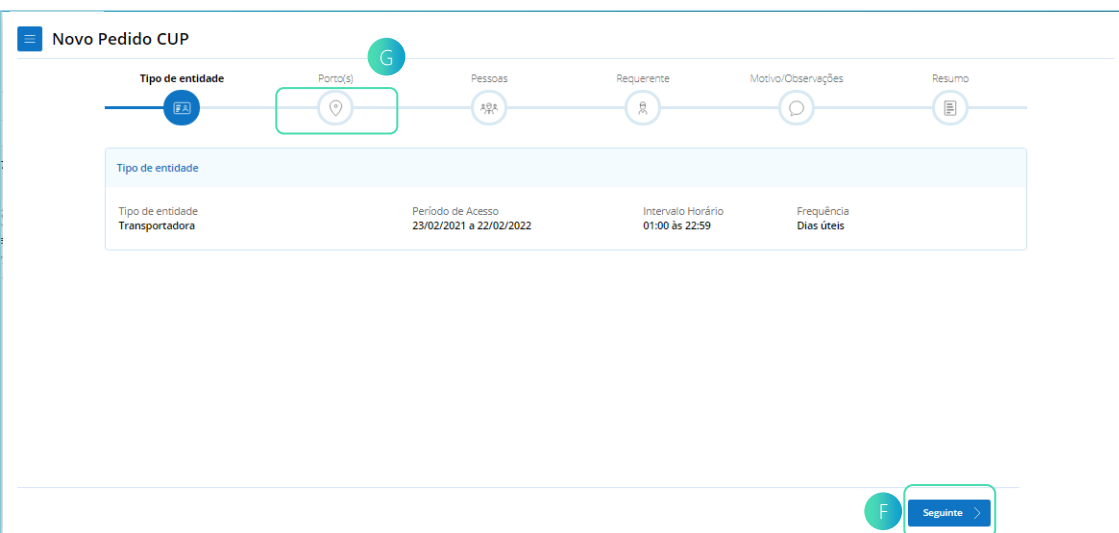 Novo Pedido CUP
G
Tipo de entidade Porto(s) Pessoas Requerente Motivo/Observações Resumo
Tipo de entidade
Tipo de entidade Período de Acesso Intervalo Horário Frequência
Transportadora 23/02/2021 a 22/02/2022 01:00 às 22:59 Dias úteis
F Seguinte